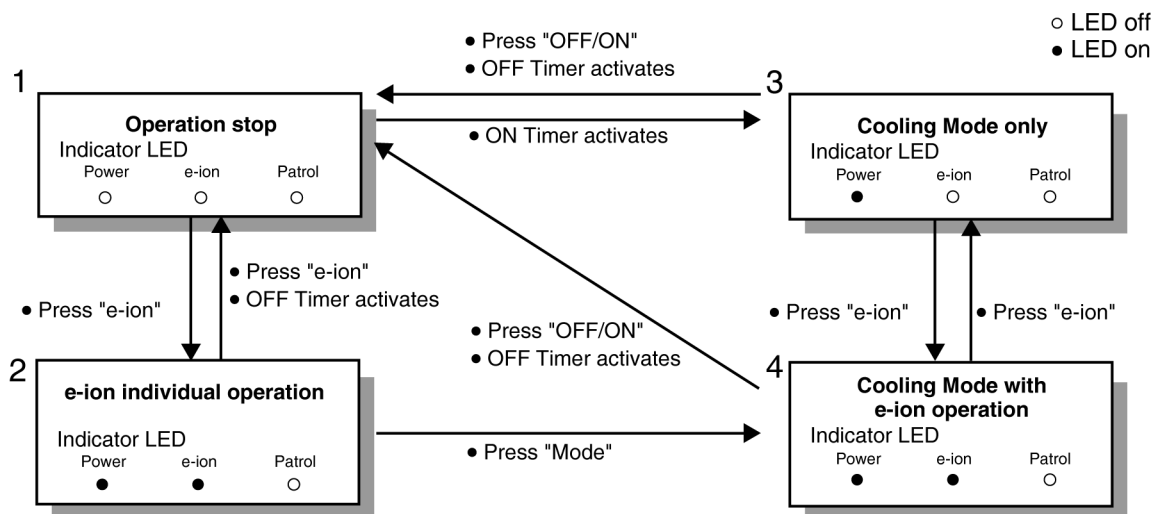 ○ LED off
● LED on
● Press "OFF/ON"
● OFF Timer activates
1
Operation stop
Indicator LED
Power e-ion Patrol
● ON Timer activates
3
Cooling Mode only
Indicator LED
Power e-ion Patrol
● Press "e-ion"
● Press "e-ion"
● OFF Timer activates
● Press "OFF/ON"
● OFF Timer activates
● Press "e-ion"
● Press "e-ion"
2
e-ion individual operation
Indicator LED
Power e-ion Patrol
● Press "Mode"
4
Cooling Mode with
e-ion operation
Indicator LED
Power e-ion Patrol